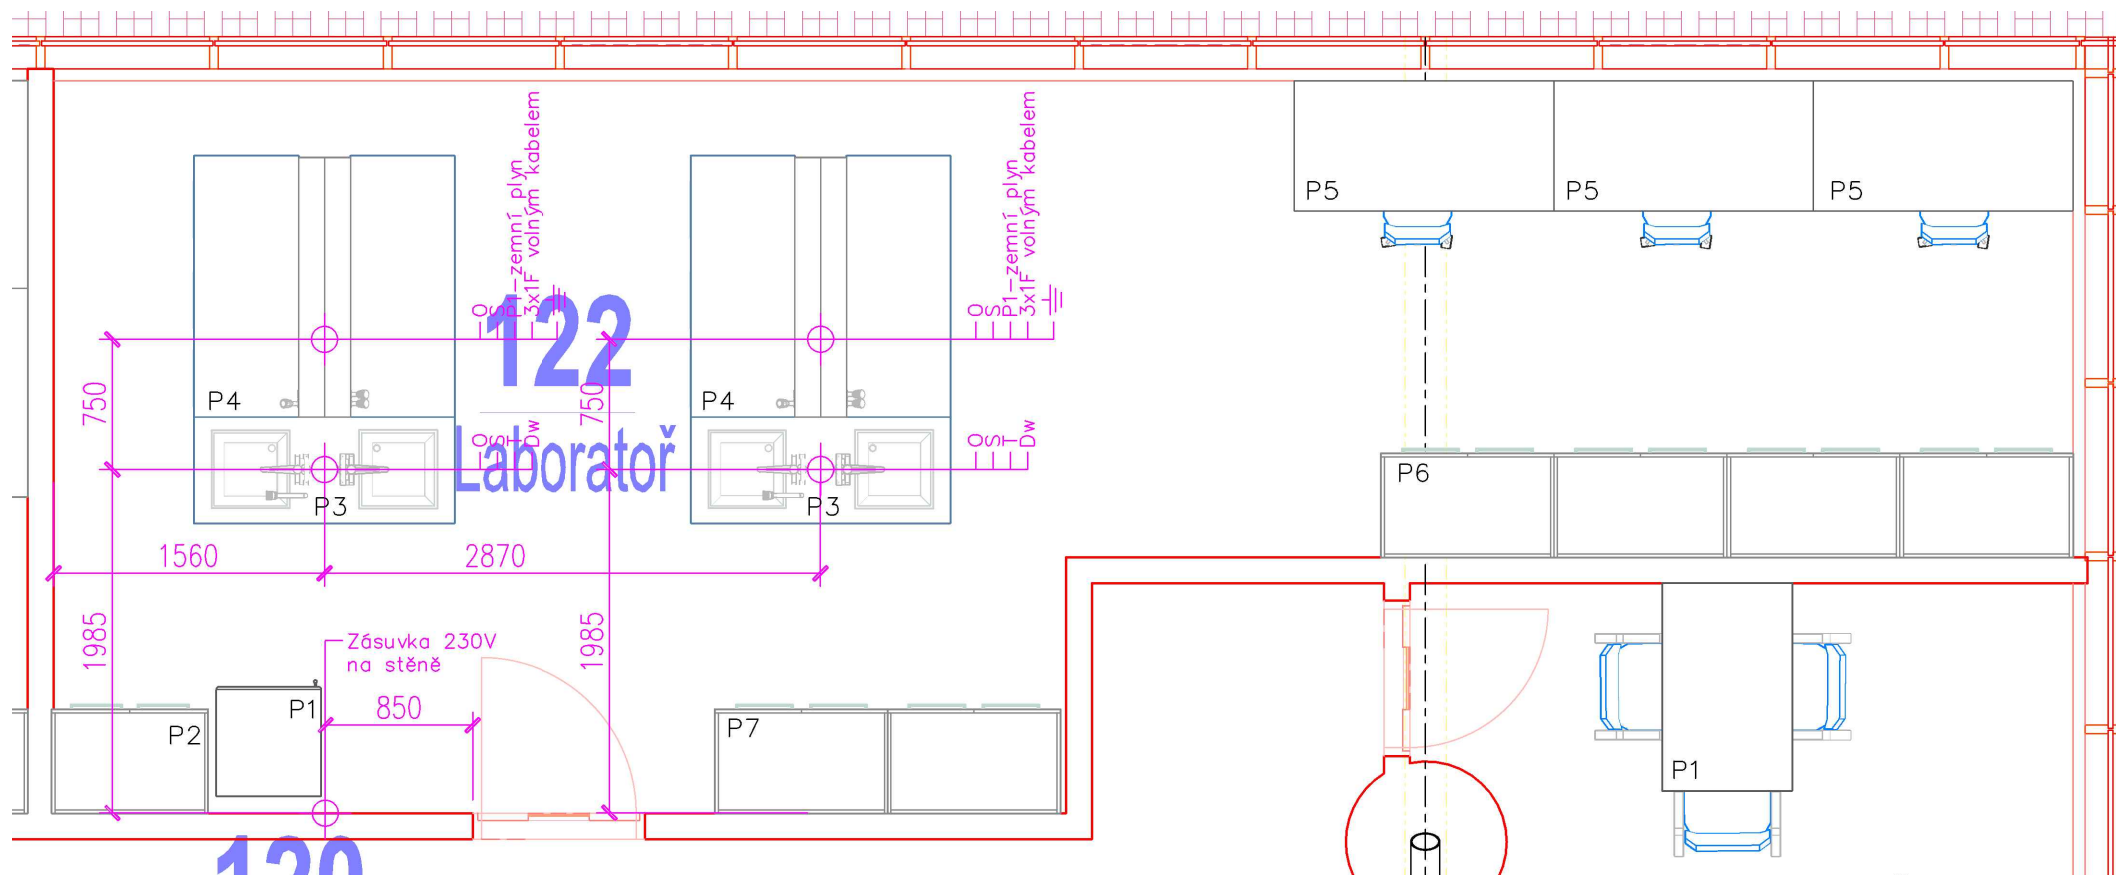 P1-zemní plyn
3x1F volným kabelem
P1-zemní plyn
3x1F volným kabelem
P5
P5
P5
O
S
O
S
122
750
P4
750
P4
O
S
T
Dw
O
S
T
Dw
Laboratoř
P6
P3
P3
1560
2870
1985
1985
Zásuvka 230V
na stěně
850
P1
P2
P7
P1
120